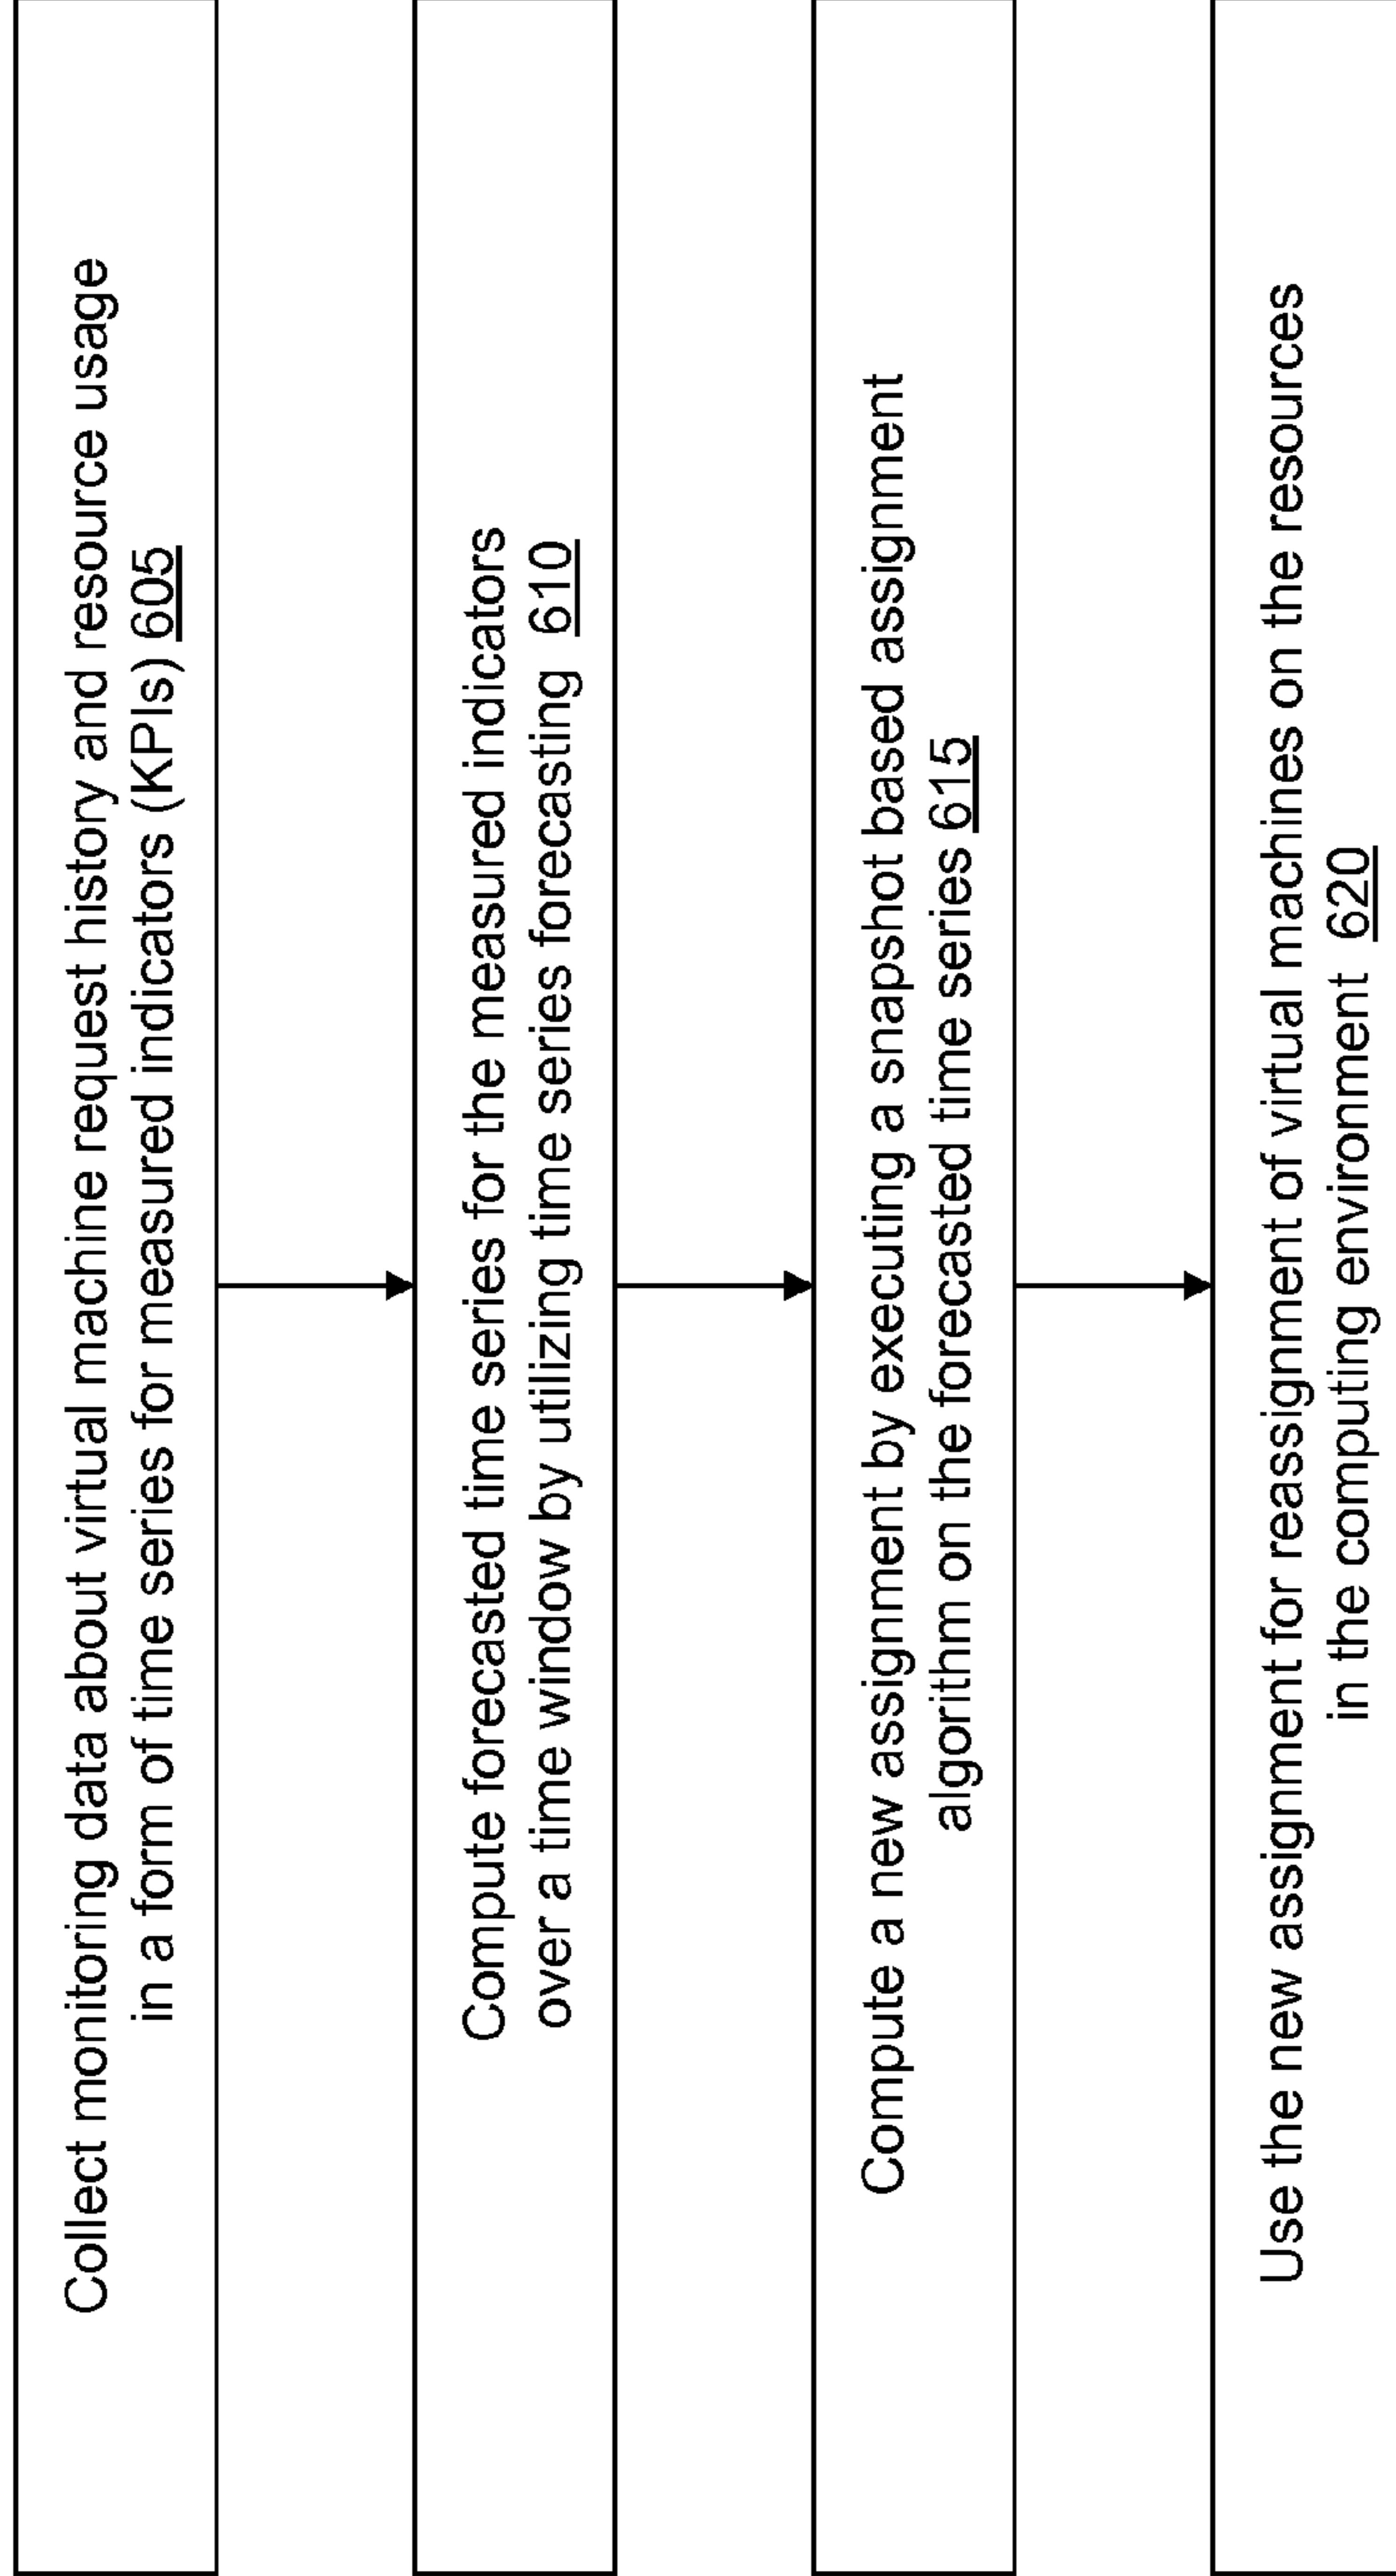 Collect monitoring data about virtual machine request history and resource usage
in a form of time series for measured indicators (KPIs) 605
Compute forecasted time series for the measured indicators
over a time window by utilizing time series forecasting 610
Compute a new assignment by executing a snapshot based assignment
algorithm on the forecasted time series 615
Use the new assignment for reassignment of virtual machines on the resources
in the computing environment 620